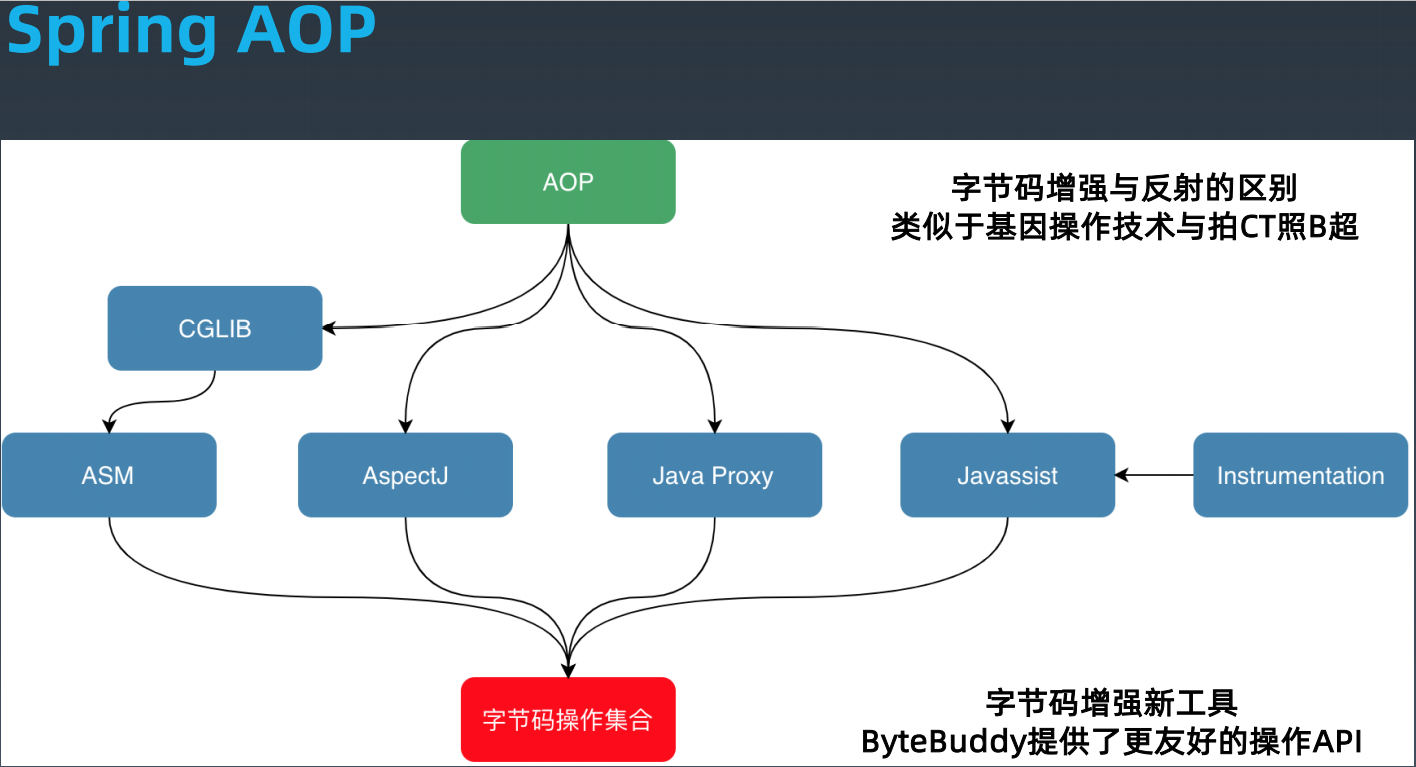 Spring AOP
AOP
字节码增强与反射的区别
类似于基因操作技术与拍CT照B超
CGLIB
ASM
AspectJ
Java Proxy
Javassist
Instrumentation
字节码操作集合
字节码增强新工具
ByteBuddy提供了更友好的操作API